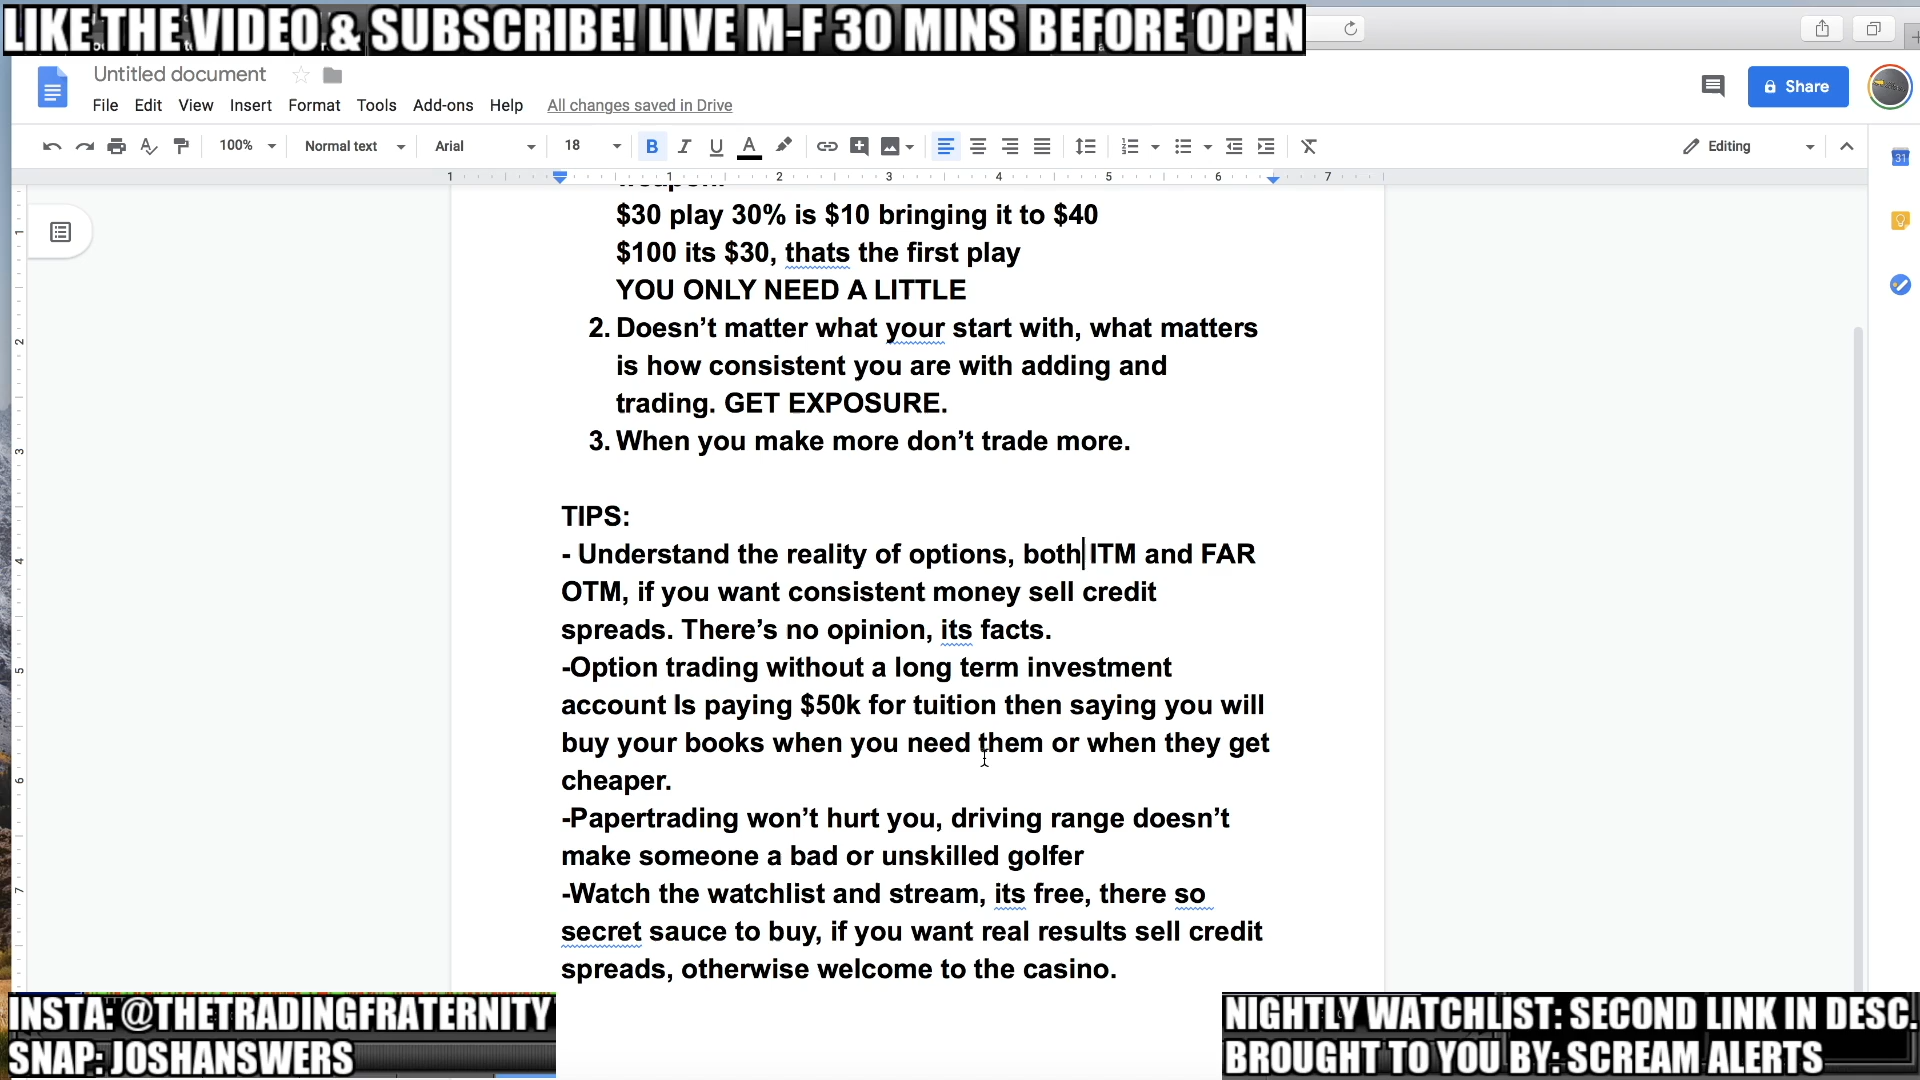 LIKE THE VIDEO & SUBSCRIBE! LIVE M-F 30 MINS BEFORE OPEN
Untitled document
File Edit View Insert Format Tools Add-ons Help All changes saved in Drive
Share
100% Normal text Arial 18 Editing
1 1 2 3 4 5 6 7
$30 play 30% is $10 bringing it to $40
$100 its $30, thats the first play
YOU ONLY NEED A LITTLE
2. Doesn’t matter what your start with, what matters
is how consistent you are with adding and
trading. GET EXPOSURE.
3. When you make more don’t trade more.
TIPS:
- Understand the reality of options, both ITM and FAR
OTM, if you want consistent money sell credit
spreads. There’s no opinion, its facts.
-Option trading without a long term investment
account Is paying $50k for tuition then saying you will
buy your books when you need them or when they get
cheaper.
-Papertrading won’t hurt you, driving range doesn’t
make someone a bad or unskilled golfer
-Watch the watchlist and stream, its free, there so
secret sauce to buy, if you want real results sell credit
spreads, otherwise welcome to the casino.
INSTA: @THETRADINGFRATERNITY
SNAP: JOSHANSWERS
NIGHTLY WATCHLIST: SECOND LINK IN DESC.
BROUGHT TO YOU BY: SCREAM ALERTS